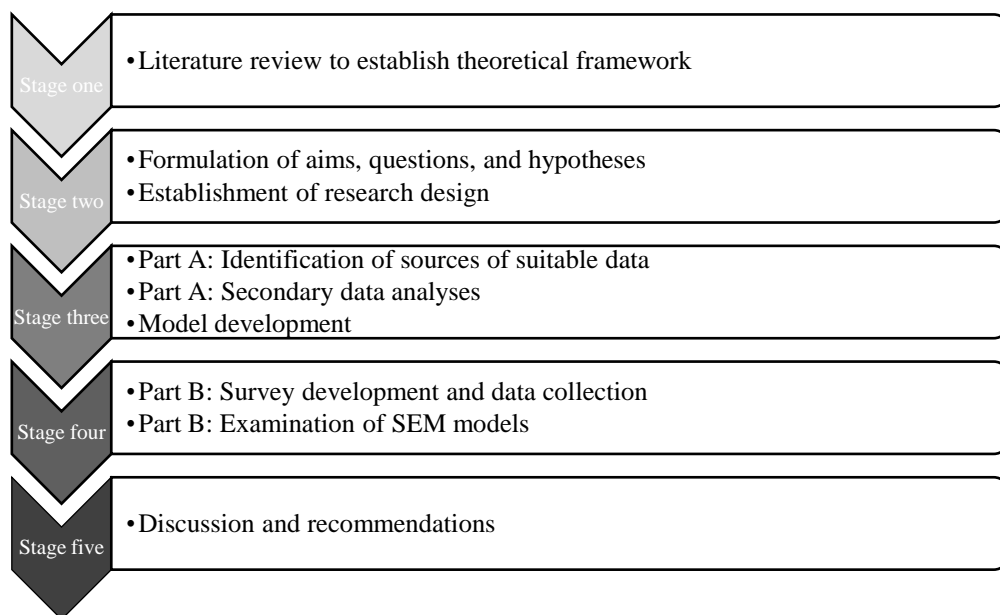 Stage one
•Literature review to establish theoretical framework
Stage two
•Formulation of aims, questions, and hypotheses
•Establishment of research design
Stage three
•Part A: Identification of sources of suitable data
•Part A: Secondary data analyses
•Model development
Stage four
•Part B: Survey development and data collection
•Part B: Examination of SEM models
Stage five
•Discussion and recommendations